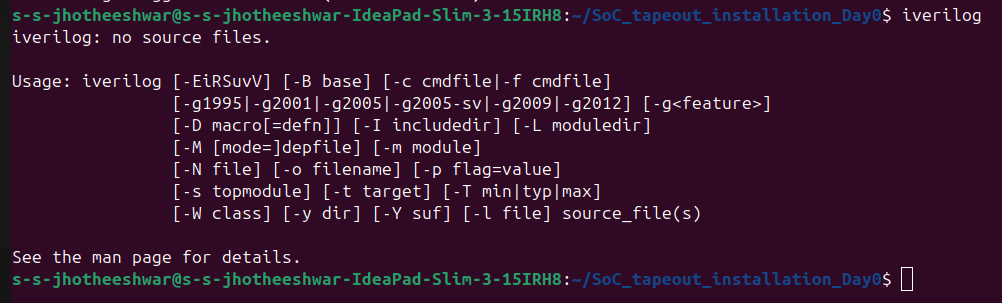 s-s-jhotheeshwar@s-s-jhotheeshwar-IdeaPad-Slim-3-15IRH8:~/SoC_tapeout_installation_Day0$ iverilog
iverilog: no source files.
Usage: iverilog [-EiRSuvV] [-B base] [-c cmdfile|-f cmdfile]
[-g1995|-g2001|-g2005|-g2005-sv|-g2009|-g2012] [-g<feature>]
[-D macro[=defn]] [-I includedir] [-L moduledir]
[-M [mode=]depfile] [-m module]
[-N file] [-o filename] [-p flag=value]
[-s topmodule] [-t target] [-T min|typ|max]
[-W class] [-y dir] [-Y suf] [-l file] source_file(s)
See the man page for details.
s-s-jhotheeshwar@s-s-jhotheeshwar-IdeaPad-Slim-3-15IRH8:~/SoC_tapeout_installation_Day0$